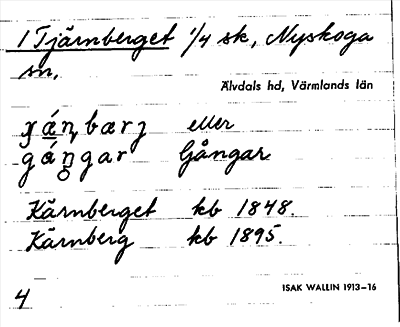 1 Tjärnberget 1/4 sk, Nyskoga
sn,
Älvdals hd, Värmlands län
eller
Gångar
Kärnberget kb 1848.
Kärnberg kb 1895.
ISAK WALLIN 1913–16
4